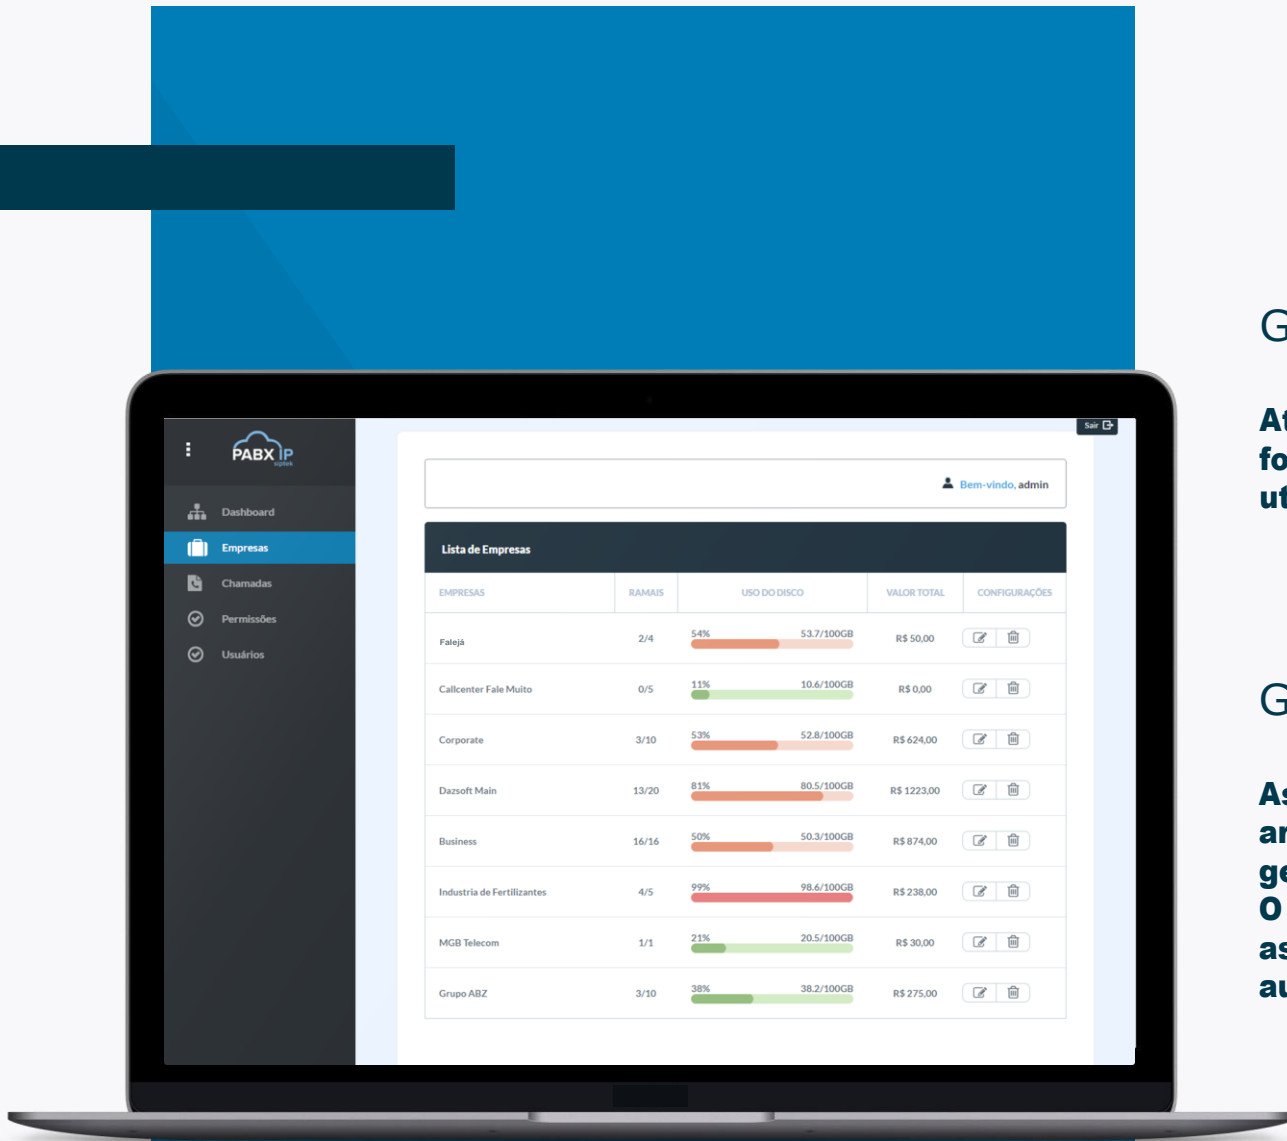 PABX IP
siptek
Dashboard
Empresas
Chamadas
Permissões
Usuários
Sair
Bem-vindo, admin
Lista de Empresas
EMPRESAS RAMAIS USO DO DISCO VALOR TOTAL CONFIGURAÇÕES
Falejá 2/4 54% 53.7/100GB R$ 50,00
Callcenter Fale Muito 0/5 11% 10.6/100GB R$ 0,00
Corporate 3/10 53% 52.8/100GB R$ 624,00
Dazsoft Main 13/20 81% 80.5/100GB R$ 1223,00
Business 16/16 50% 50.3/100GB R$ 874,00
Industria de Fertilizantes 4/5 99% 98.6/100GB R$ 238,00
MGB Telecom 1/1 21% 20.5/100GB R$ 30,00
Grupo ABZ 3/10 38% 38.2/100GB R$ 275,00
O